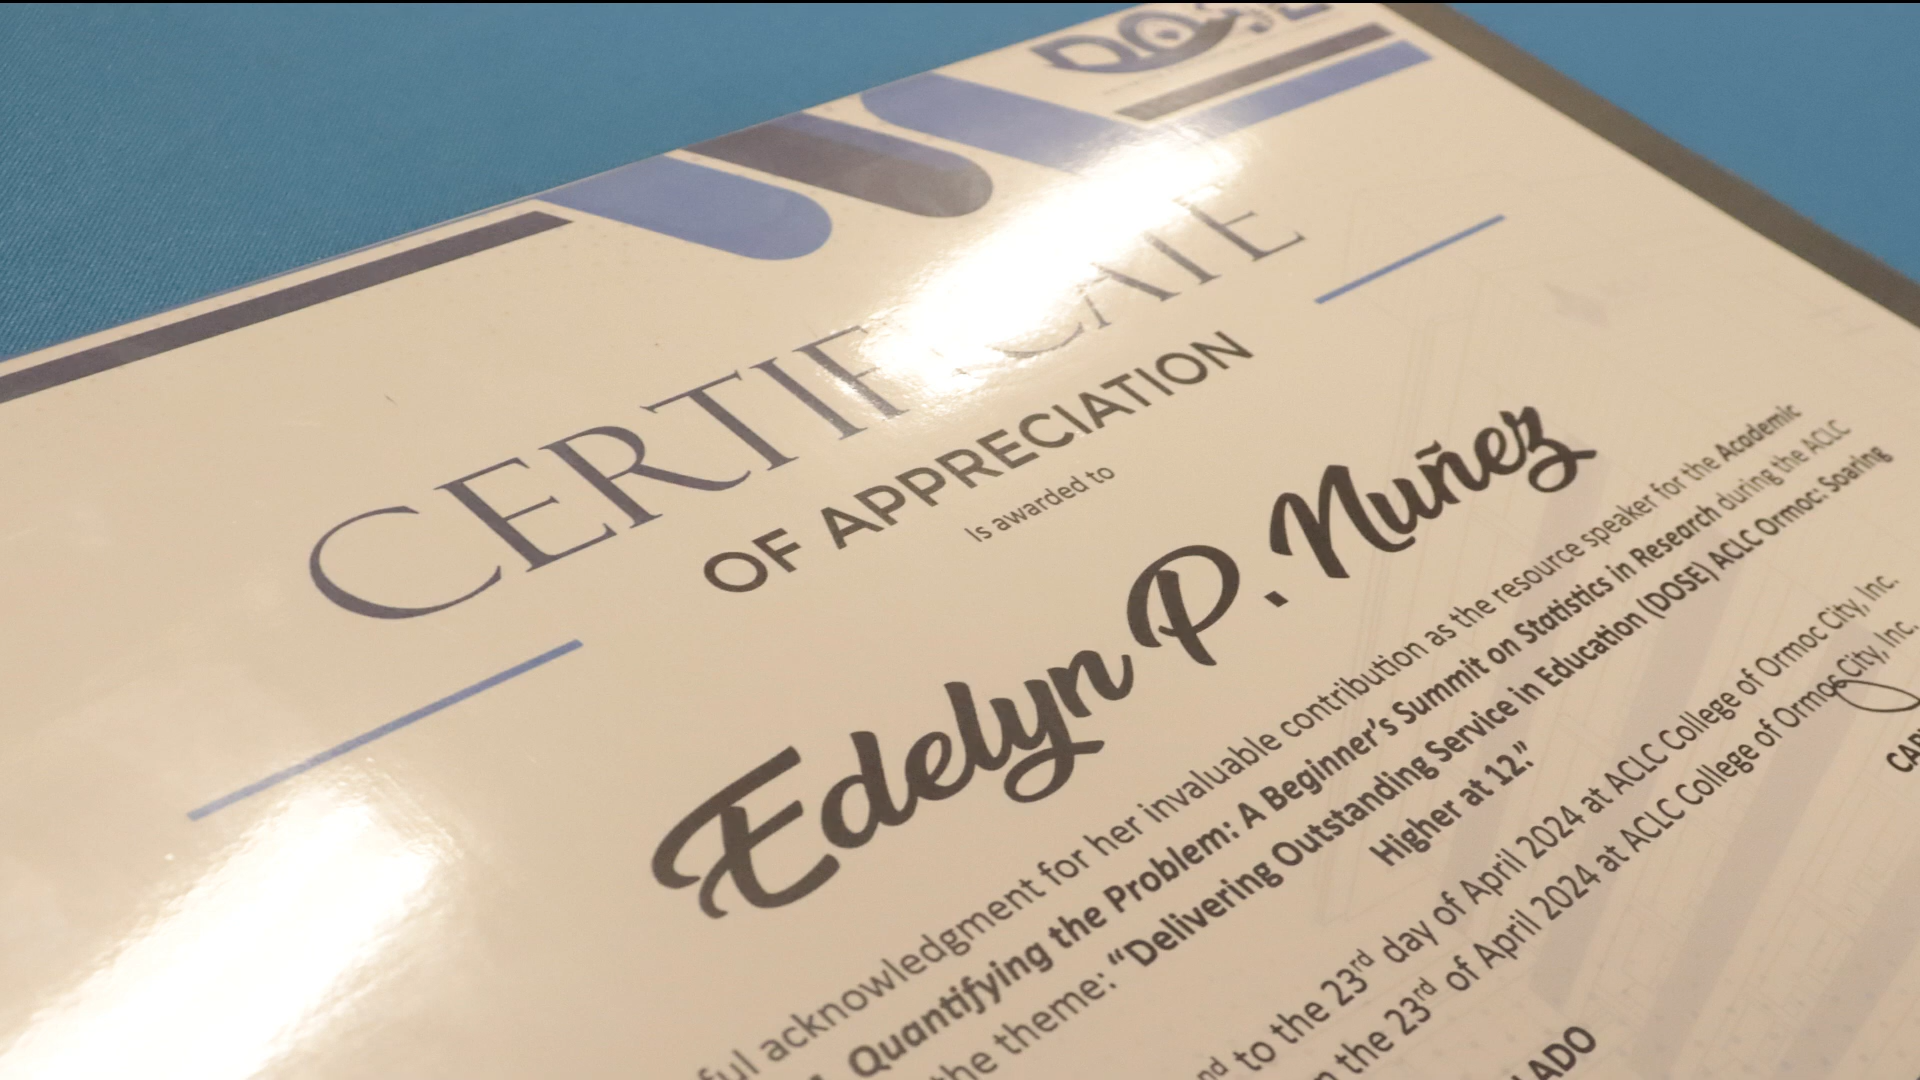 CERTIFICATE
OF APPRECIATION
Is awarded to
Edelyn P. Nuñez
acknowledgment for her invaluable contribution as the resource speaker for the Academic
Quantifying the Problem: A Beginner's Summit on Statistics in Research during the ACLC
the theme: “Delivering Outstanding Service in Education (DOSE) ACLC Ormoc: Soaring
Higher at 12.”
to the 23rd day of April 2024 at ACLC College of Ormoc City, Inc.
the 23rd of April 2024 at ACLC College of Ormoc City, Inc.